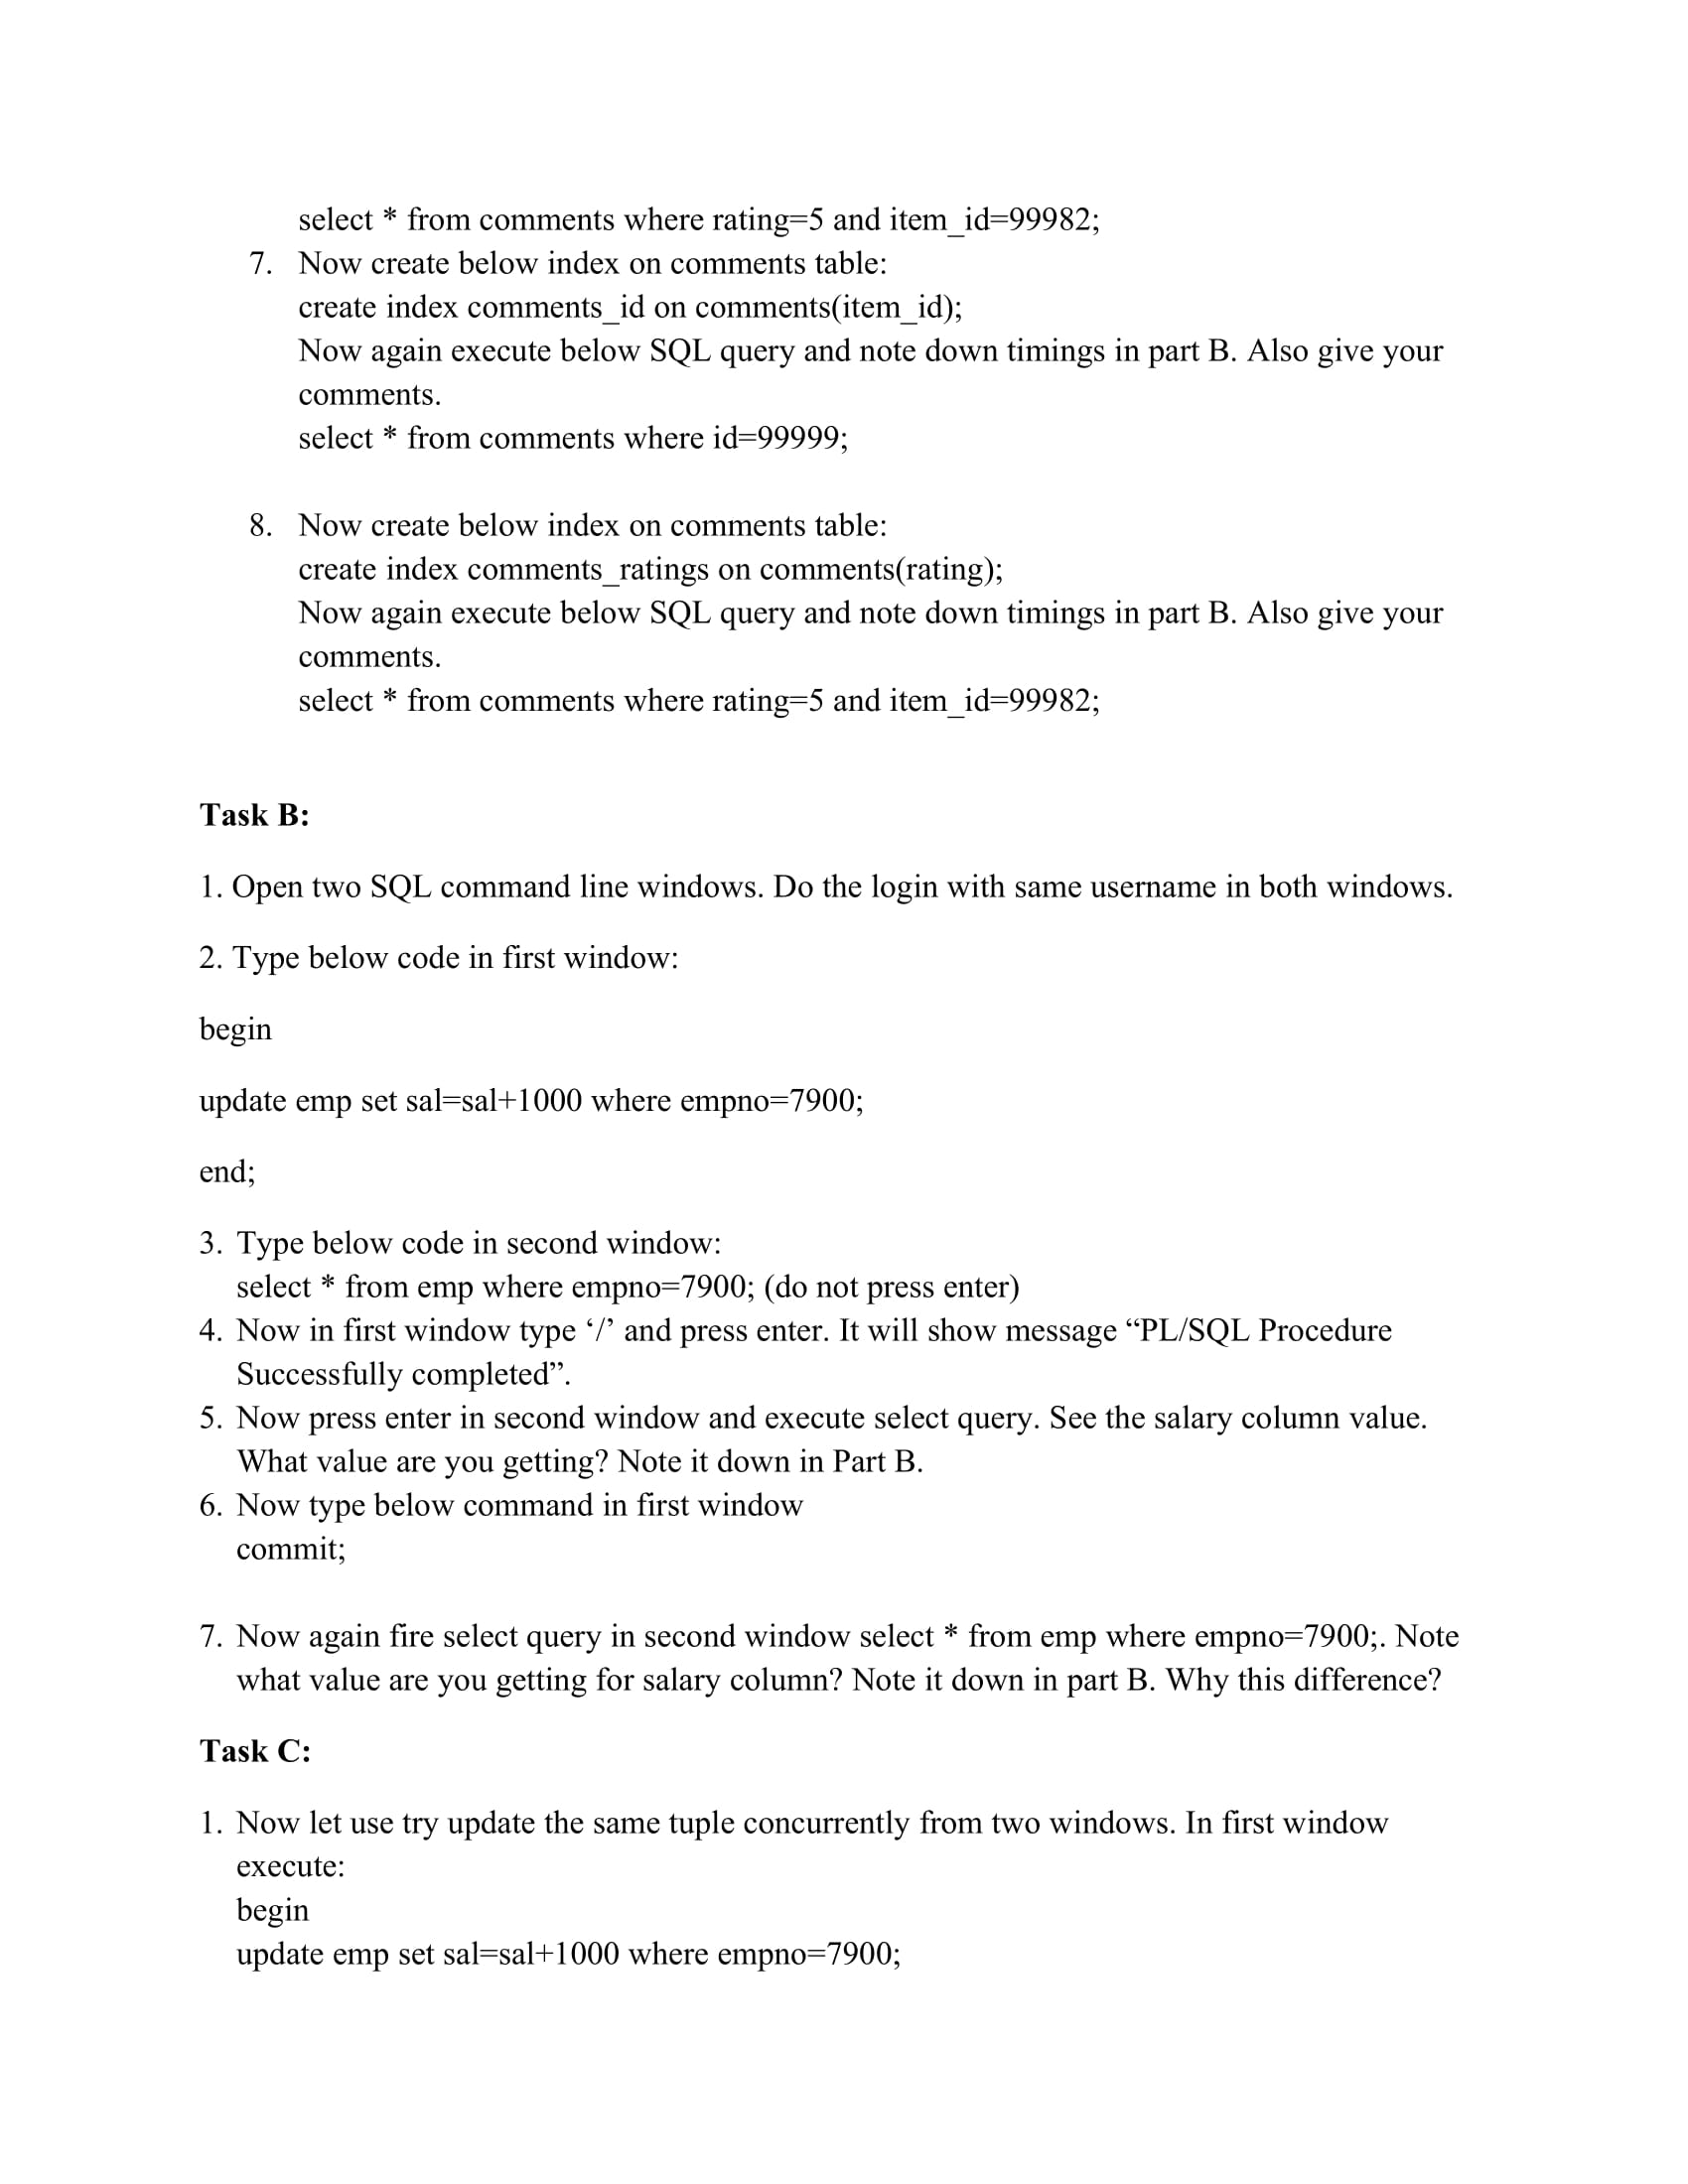 select * from comments where rating=5 and item_id=99982;
7. Now create below index on comments table:
create index comments_id on comments(item_id);
Now again execute below SQL query and note down timings in part B. Also give your
comments.
select * from comments where id=99999;
8. Now create below index on comments table:
create index comments_ratings on comments(rating);
Now again execute below SQL query and note down timings in part B. Also give your
comments.
select * from comments where rating=5 and item_id=99982;
Task B:
1. Open two SQL command line windows. Do the login with same username in both windows.
2. Type below code in first window:
begin
update emp set sal=sal+1000 where empno=7900;
end;
3. Type below code in second window:
select * from emp where empno=7900; (do not press enter)
4. Now in first window type ‘/’ and press enter. It will show message “PL/SQL Procedure
Successfully completed”.
5. Now press enter in second window and execute select query. See the salary column value.
What value are you getting? Note it down in Part B.
6. Now type below command in first window
commit;
7. Now again fire select query in second window select * from emp where empno=7900;. Note
what value are you getting for salary column? Note it down in part B. Why this difference?
Task C:
1. Now let use try update the same tuple concurrently from two windows. In first window
execute:
begin
update emp set sal=sal+1000 where empno=7900;